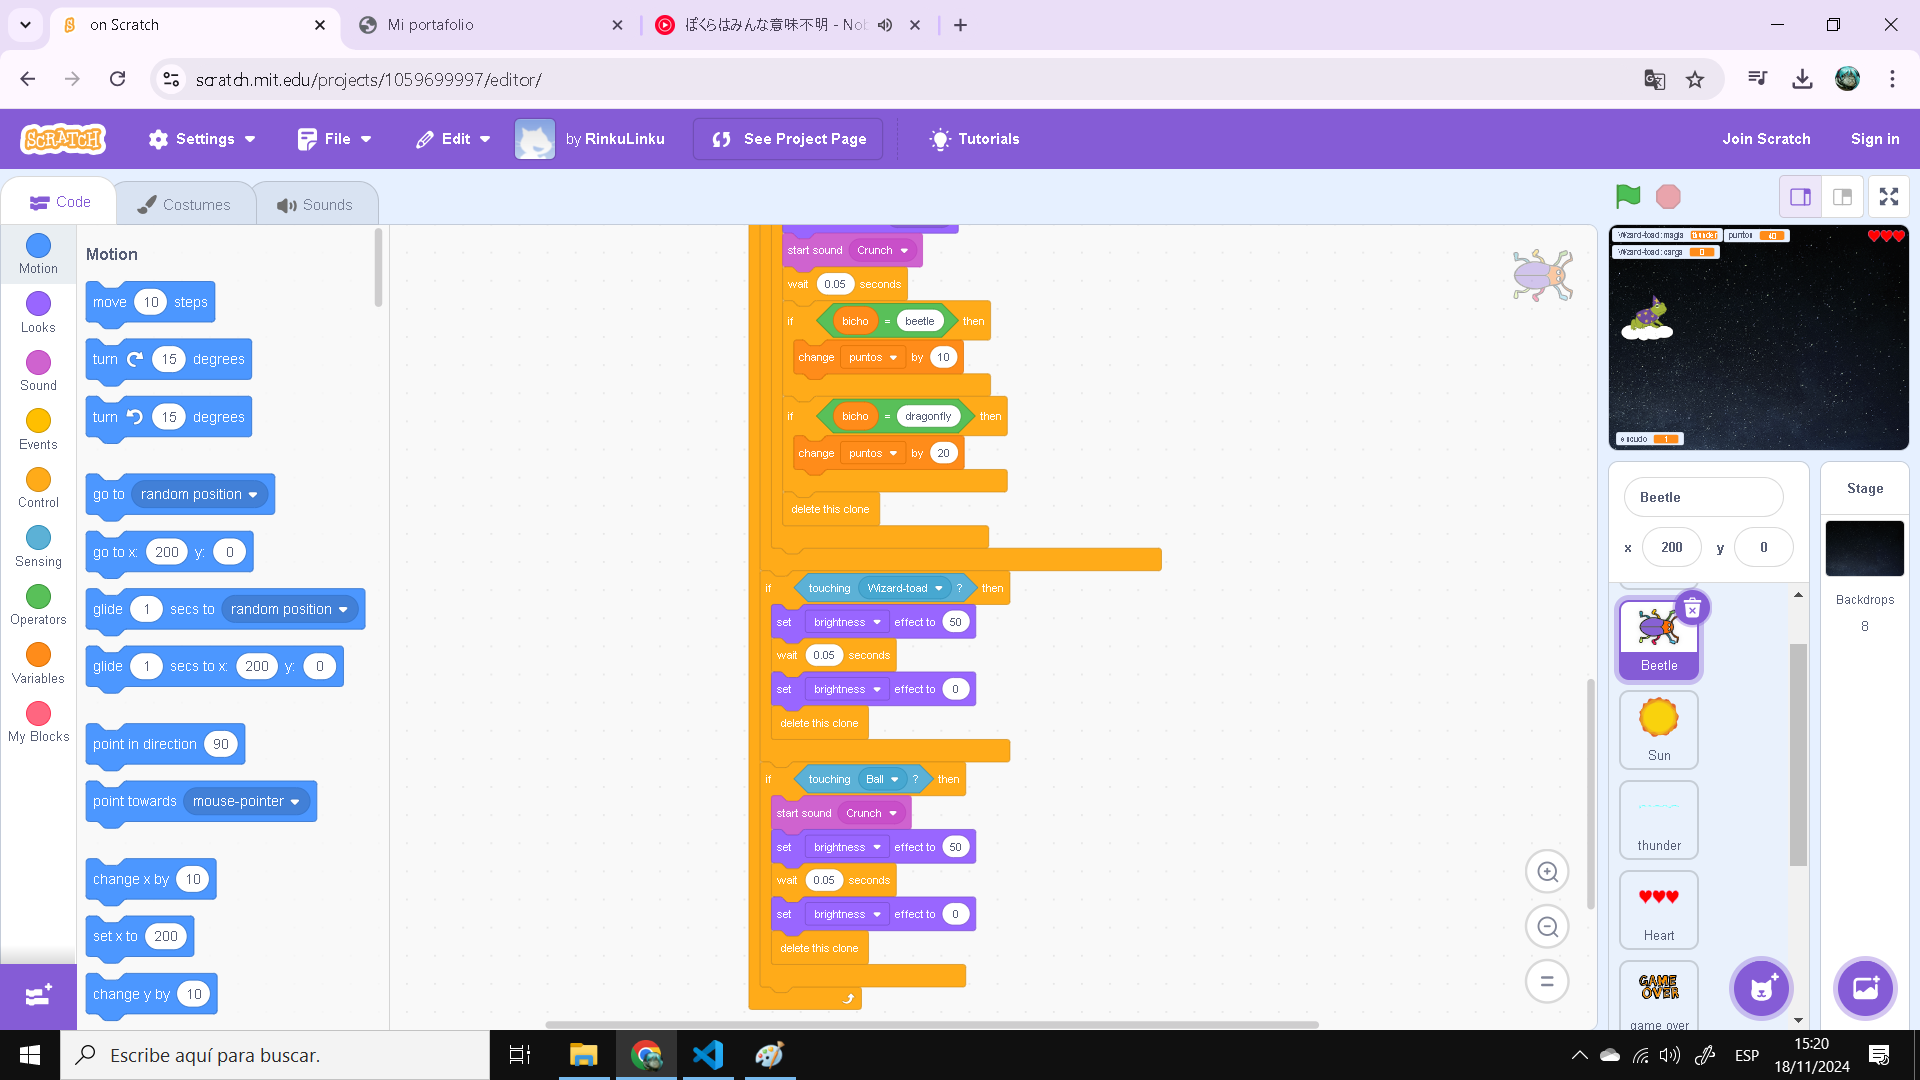 on Scratch
Mi portafolio
ぼくらはみんな意味不明 - Nob
scratch.mit.edu/projects/1059699997/editor/
SCRATCH
Settings
File
Edit
by RinkuLinku
See Project Page
Tutorials
Join Scratch
Sign in
Code
Costumes
Sounds
Motion
Looks
Sound
Events
Control
Sensing
Operators
Variables
My Blocks
Motion
move 10 steps
turn 15 degrees
turn 15 degrees
go to random position
go to x: 200 y: 0
glide 1 secs to random position
glide 1 secs to x: 200 y: 0
point in direction 90
point towards mouse-pointer
change x by 10
set x to 200
change y by 10
start sound Crunch
wait 0.05 seconds
if bicho = beetle then
change puntos by 10
if bicho = dragonfly then
change puntos by 20
delete this clone
if touching Wizard-toad ? then
set brightness effect to 50
wait 0.05 seconds
set brightness effect to 0
delete this clone
if touching Ball ? then
start sound Crunch
set brightness effect to 50
wait 0.05 seconds
set brightness effect to 0
delete this clone
Wizard-toad: magia thunder
puntos 40
Wizard-toad: carga 0
escudo 1
Beetle
x 200 y 0
Beetle
Sun
thunder
Heart
GAME OVER
game over
Stage
Backdrops
8
Escribe aquí para buscar.
ESP
15:20
18/11/2024